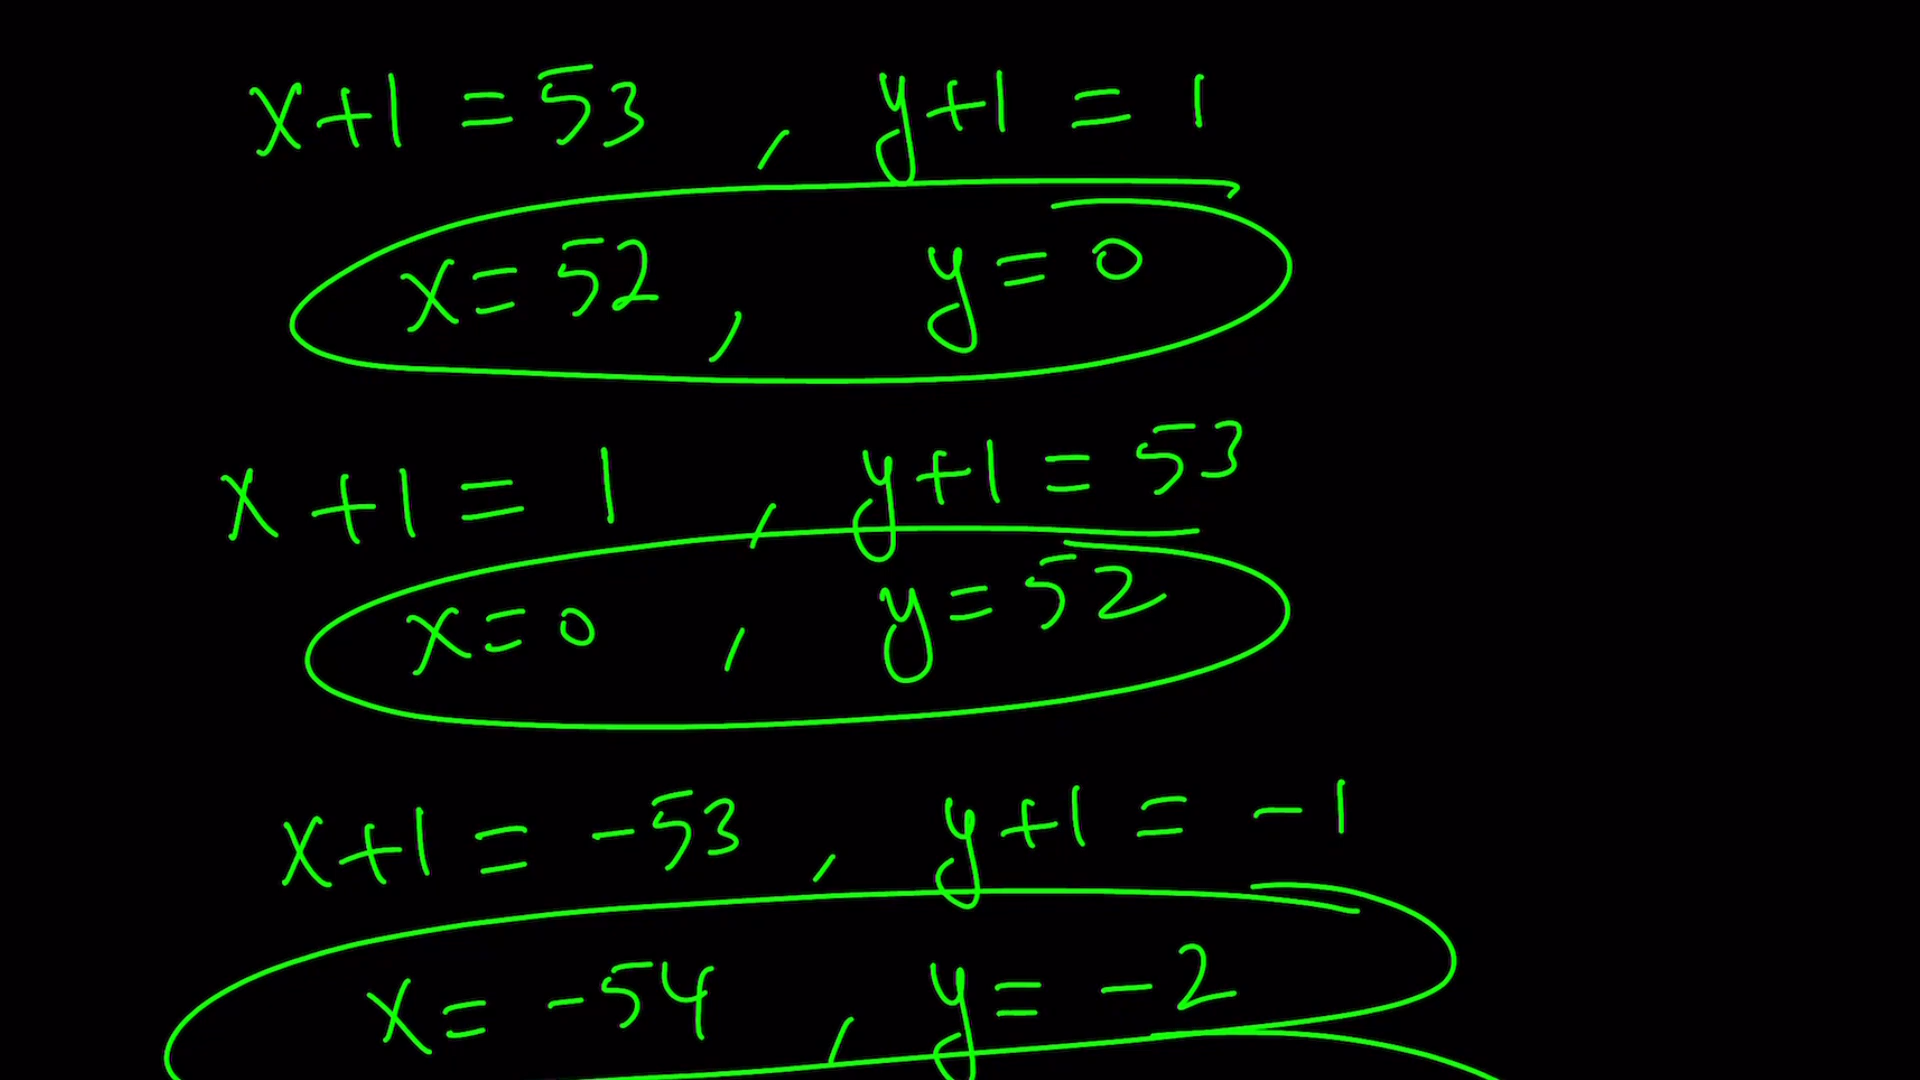 x+1 = 53 , y+1 = 1
x = 52 , y = 0
x+1 = 1 , y+1 = 53
x = 0 , y = 52
x+1 = -53 , y+1 = -1
x = -54 , y = -2